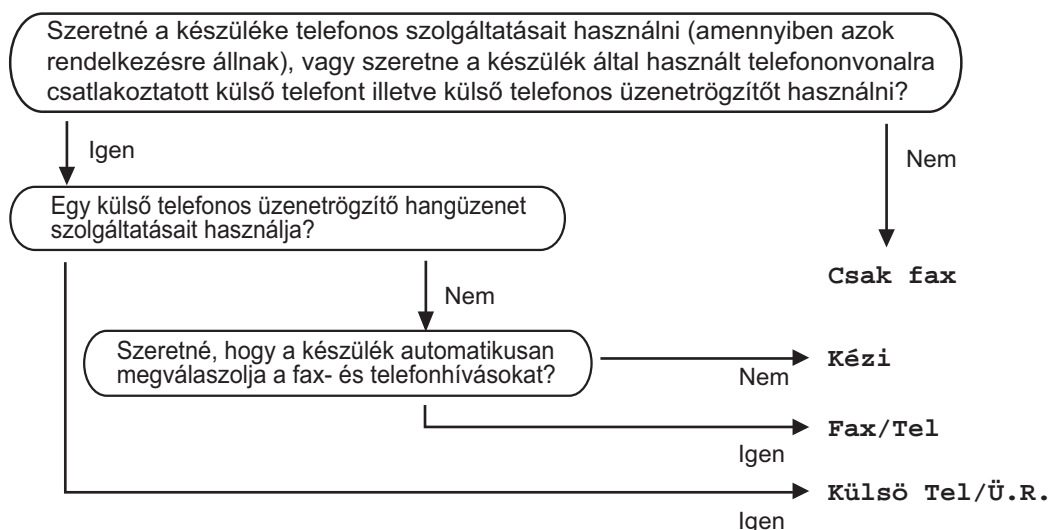 Szeretné a készüléke telefonos szolgáltatásait használni (amennyiben azok
rendelkezésre állnak), vagy szeretne a készülék által használt telefononvonalra
csatlakoztatott külső telefont illetve külső telefonos üzenetrögzítőt használni?
Igen
Nem
Egy külső telefonos üzenetrögzítő hangüzenet
szolgáltatásait használja?
Csak fax
Nem
Szeretné, hogy a készülék automatikusan
megválaszolja a fax- és telefonhívásokat?
Nem
Kézi
Igen
Fax/Tel
Igen
Külsö Tel/Ü.R.